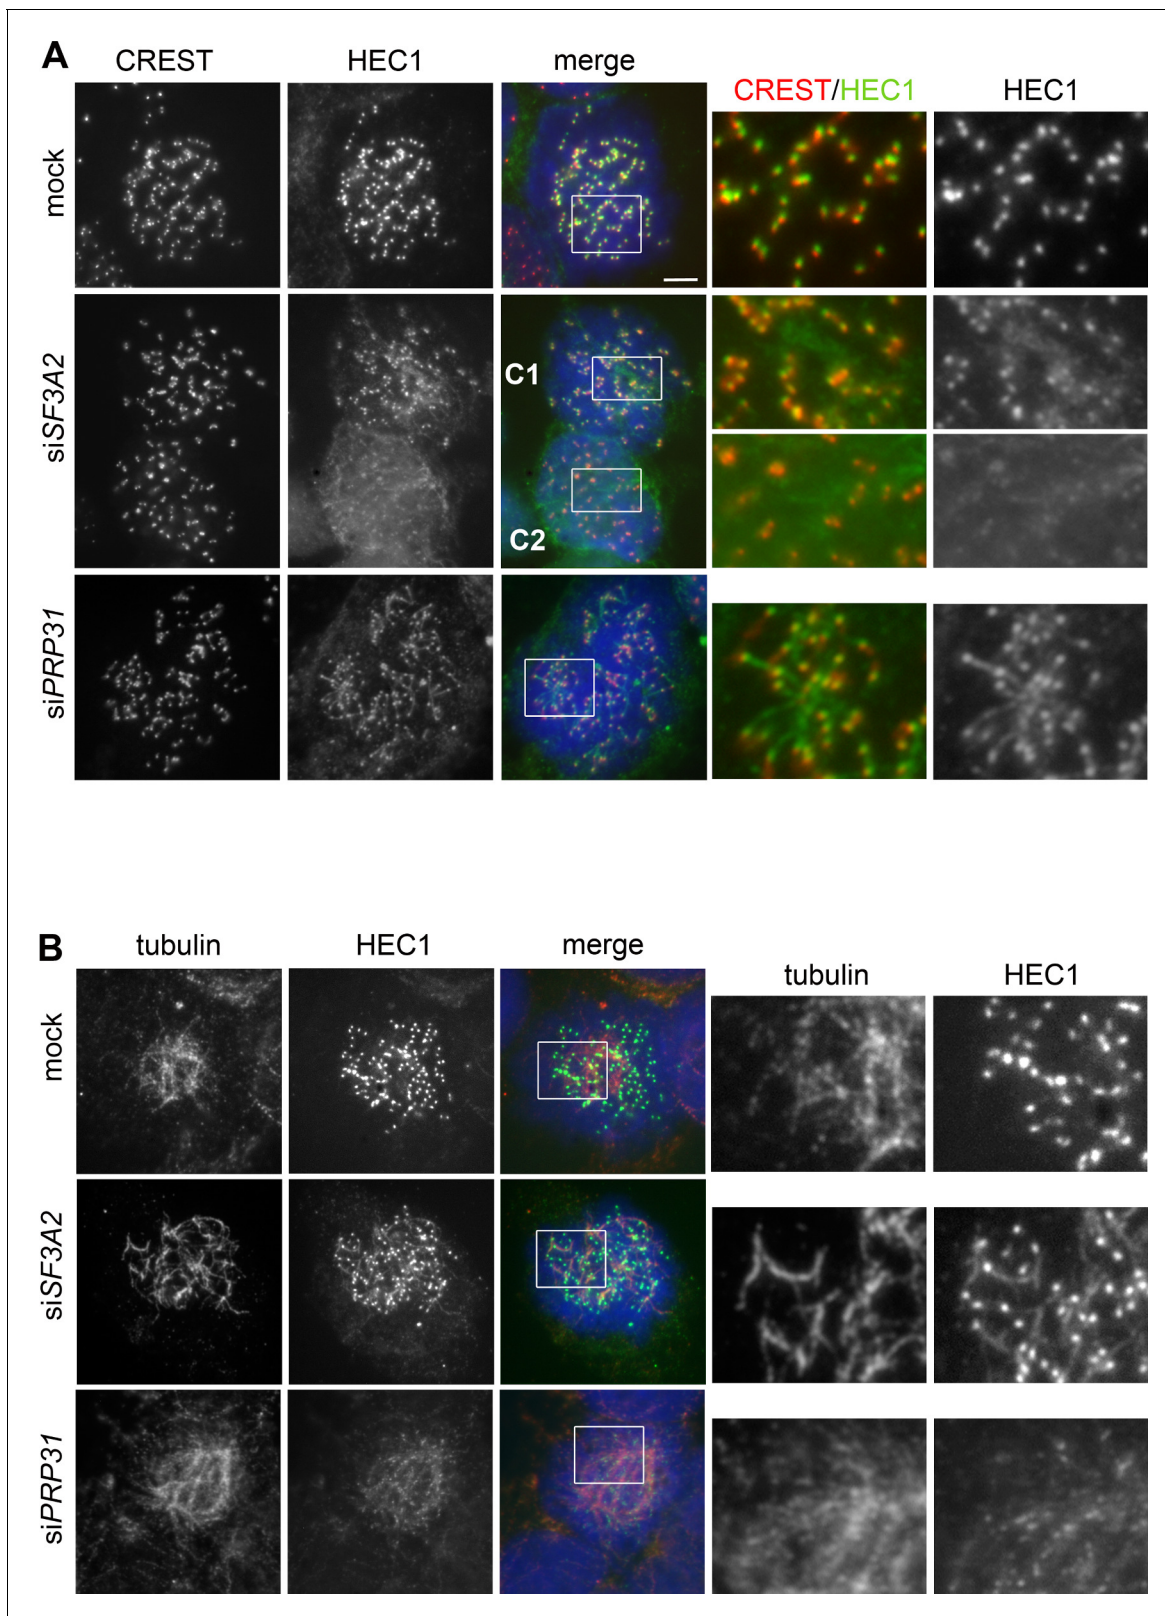 A
CREST HEC1 merge
CREST/HEC1 HEC1
mock
siSF3A2
C1
C2
siPRP31
B
tubulin HEC1 merge
tubulin HEC1
mock
siSF3A2
siPRP31